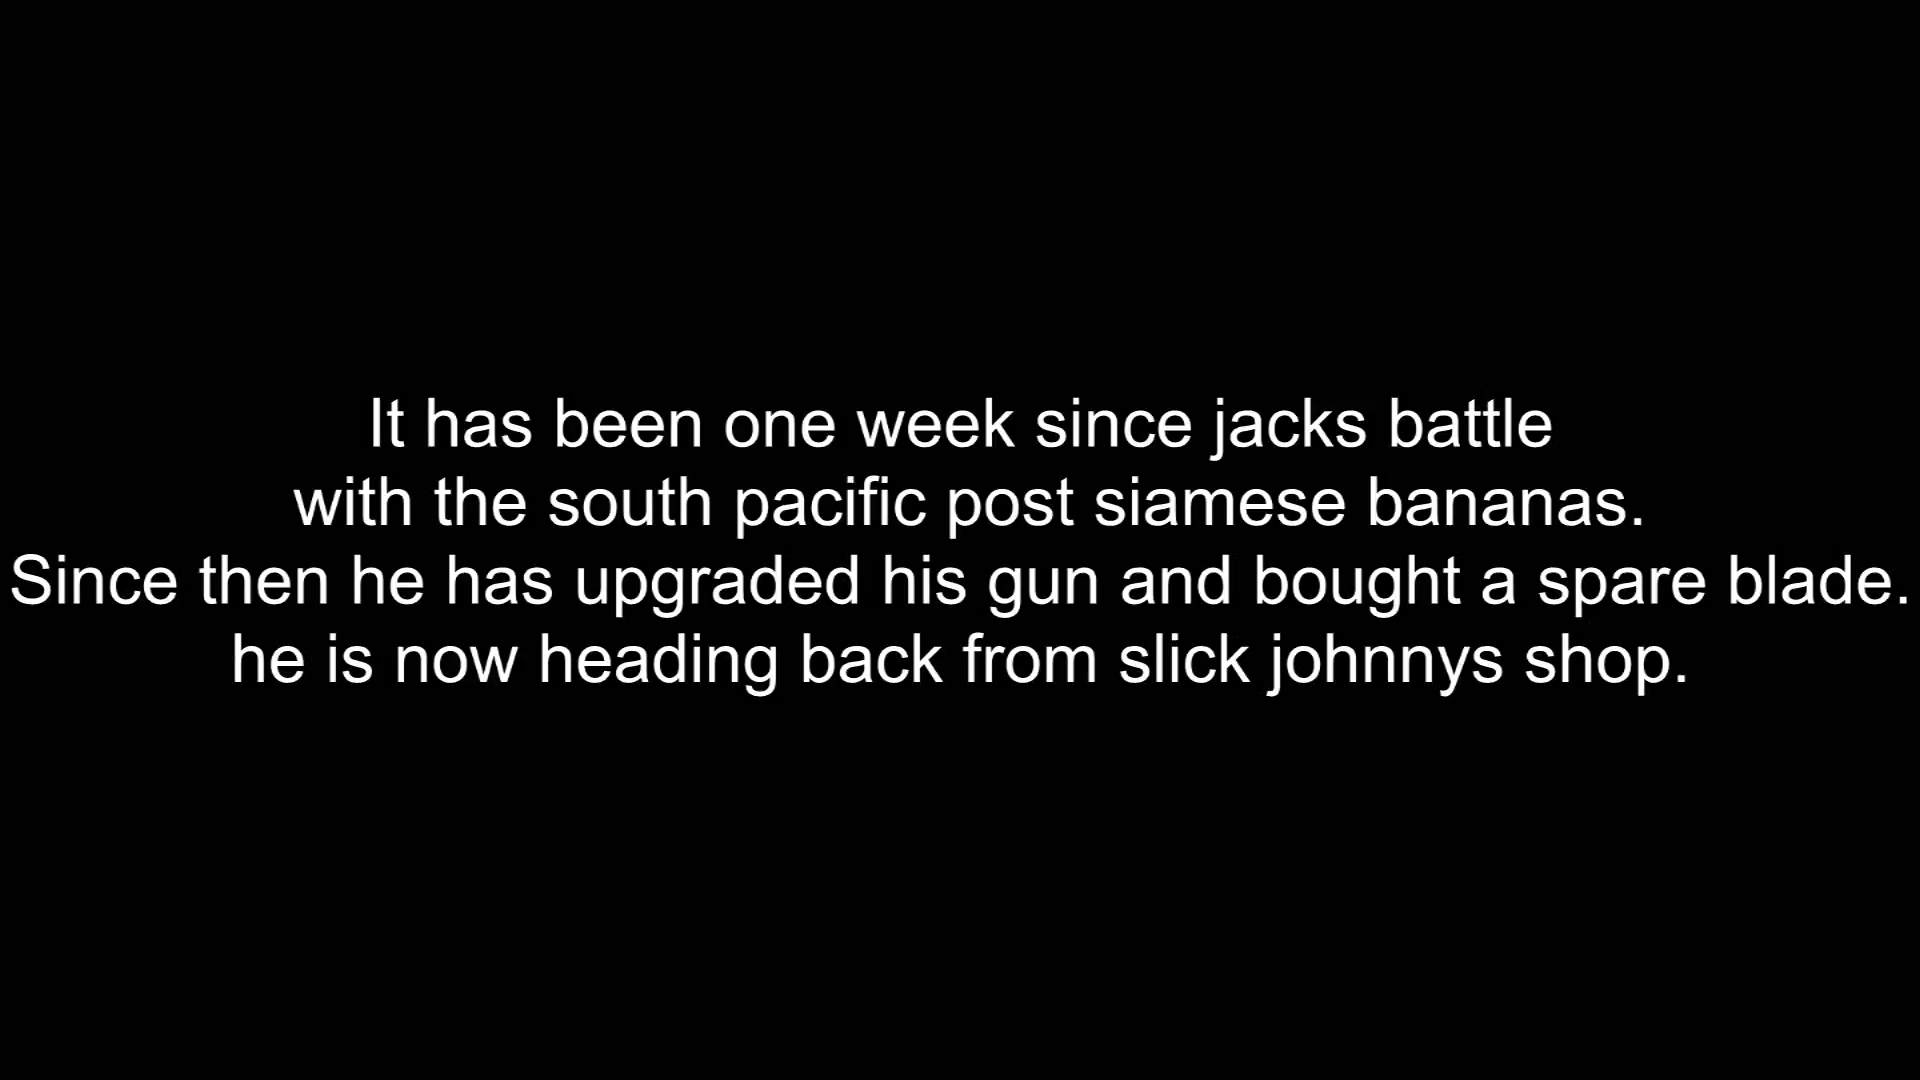 It has been one week since jacks battle
with the south pacific post siamese bananas.
Since then he has upgraded his gun and bought a spare blade.
he is now heading back from slick johnnys shop.